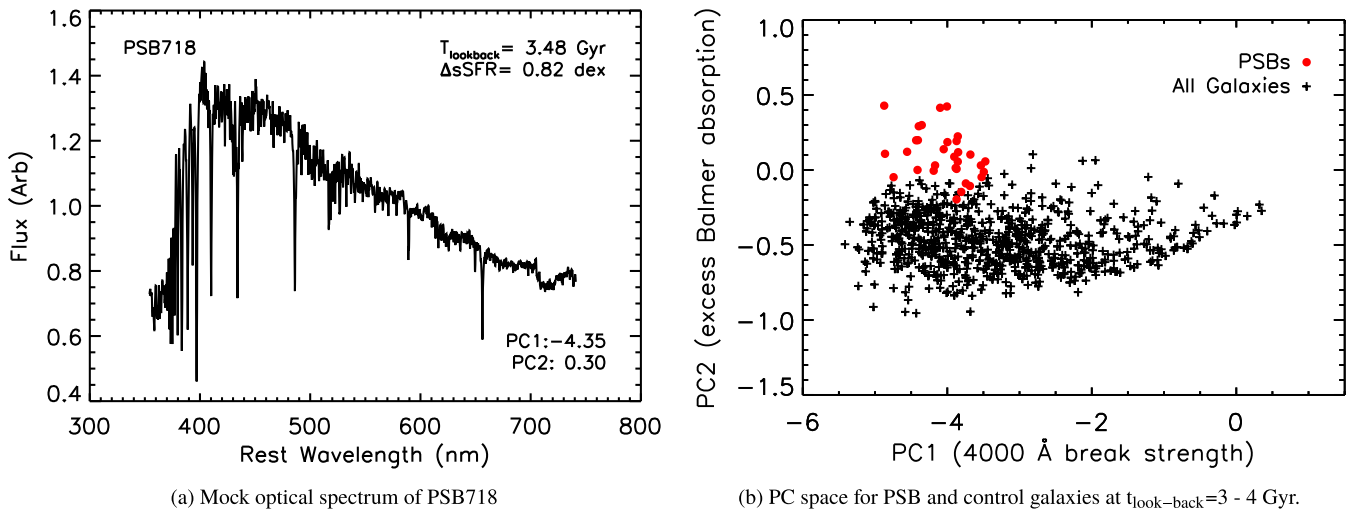 PSB718
T_lookback= 3.48 Gyr
ΔsSFR= 0.82 dex
PC1:−4.35
PC2: 0.30
Flux (Arb)
1.6
1.4
1.2
1.0
0.8
0.6
0.4
300 400 500 600 700 800
Rest Wavelength (nm)
(a) Mock optical spectrum of PSB718
PSBs
All Galaxies
PC2 (excess Balmer absorption)
1.0
0.5
0.0
−0.5
−1.0
−1.5
−6 −4 −2 0
PC1 (4000 Å break strength)
(b) PC space for PSB and control galaxies at t_look−back=3 - 4 Gyr.